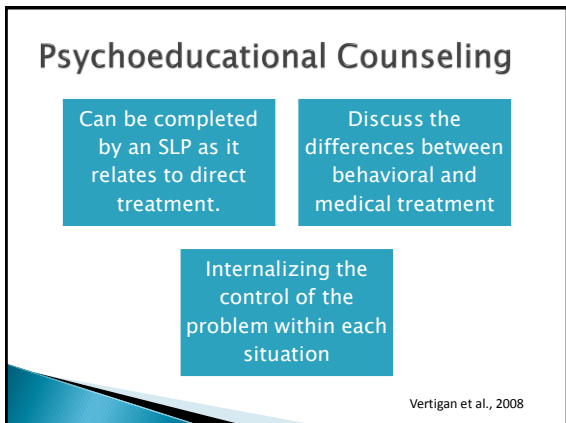 Psychoeducational Counseling
Can be completed
by an SLP as it
relates to direct
treatment.
Discuss the
differences between
behavioral and
medical treatment
Internalizing the
control of the
problem within each
situation
Vertigan et al., 2008